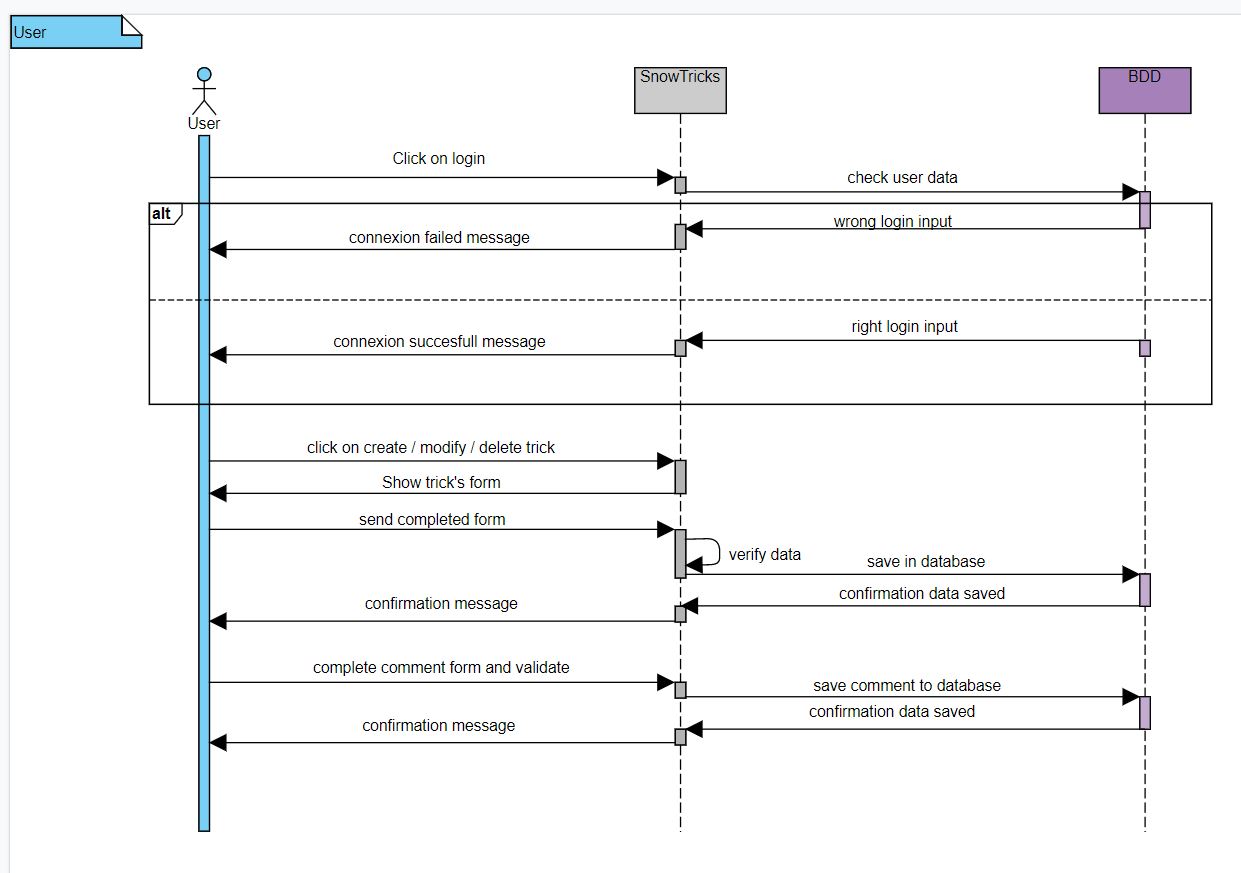 User
SnowTricks
BDD
User
Click on login
check user data
alt
wrong login input
connexion failed message
right login input
connexion succesfull message
click on create / modify / delete trick
Show trick's form
send completed form
verify data
save in database
confirmation data saved
confirmation message
complete comment form and validate
save comment to database
confirmation data saved
confirmation message